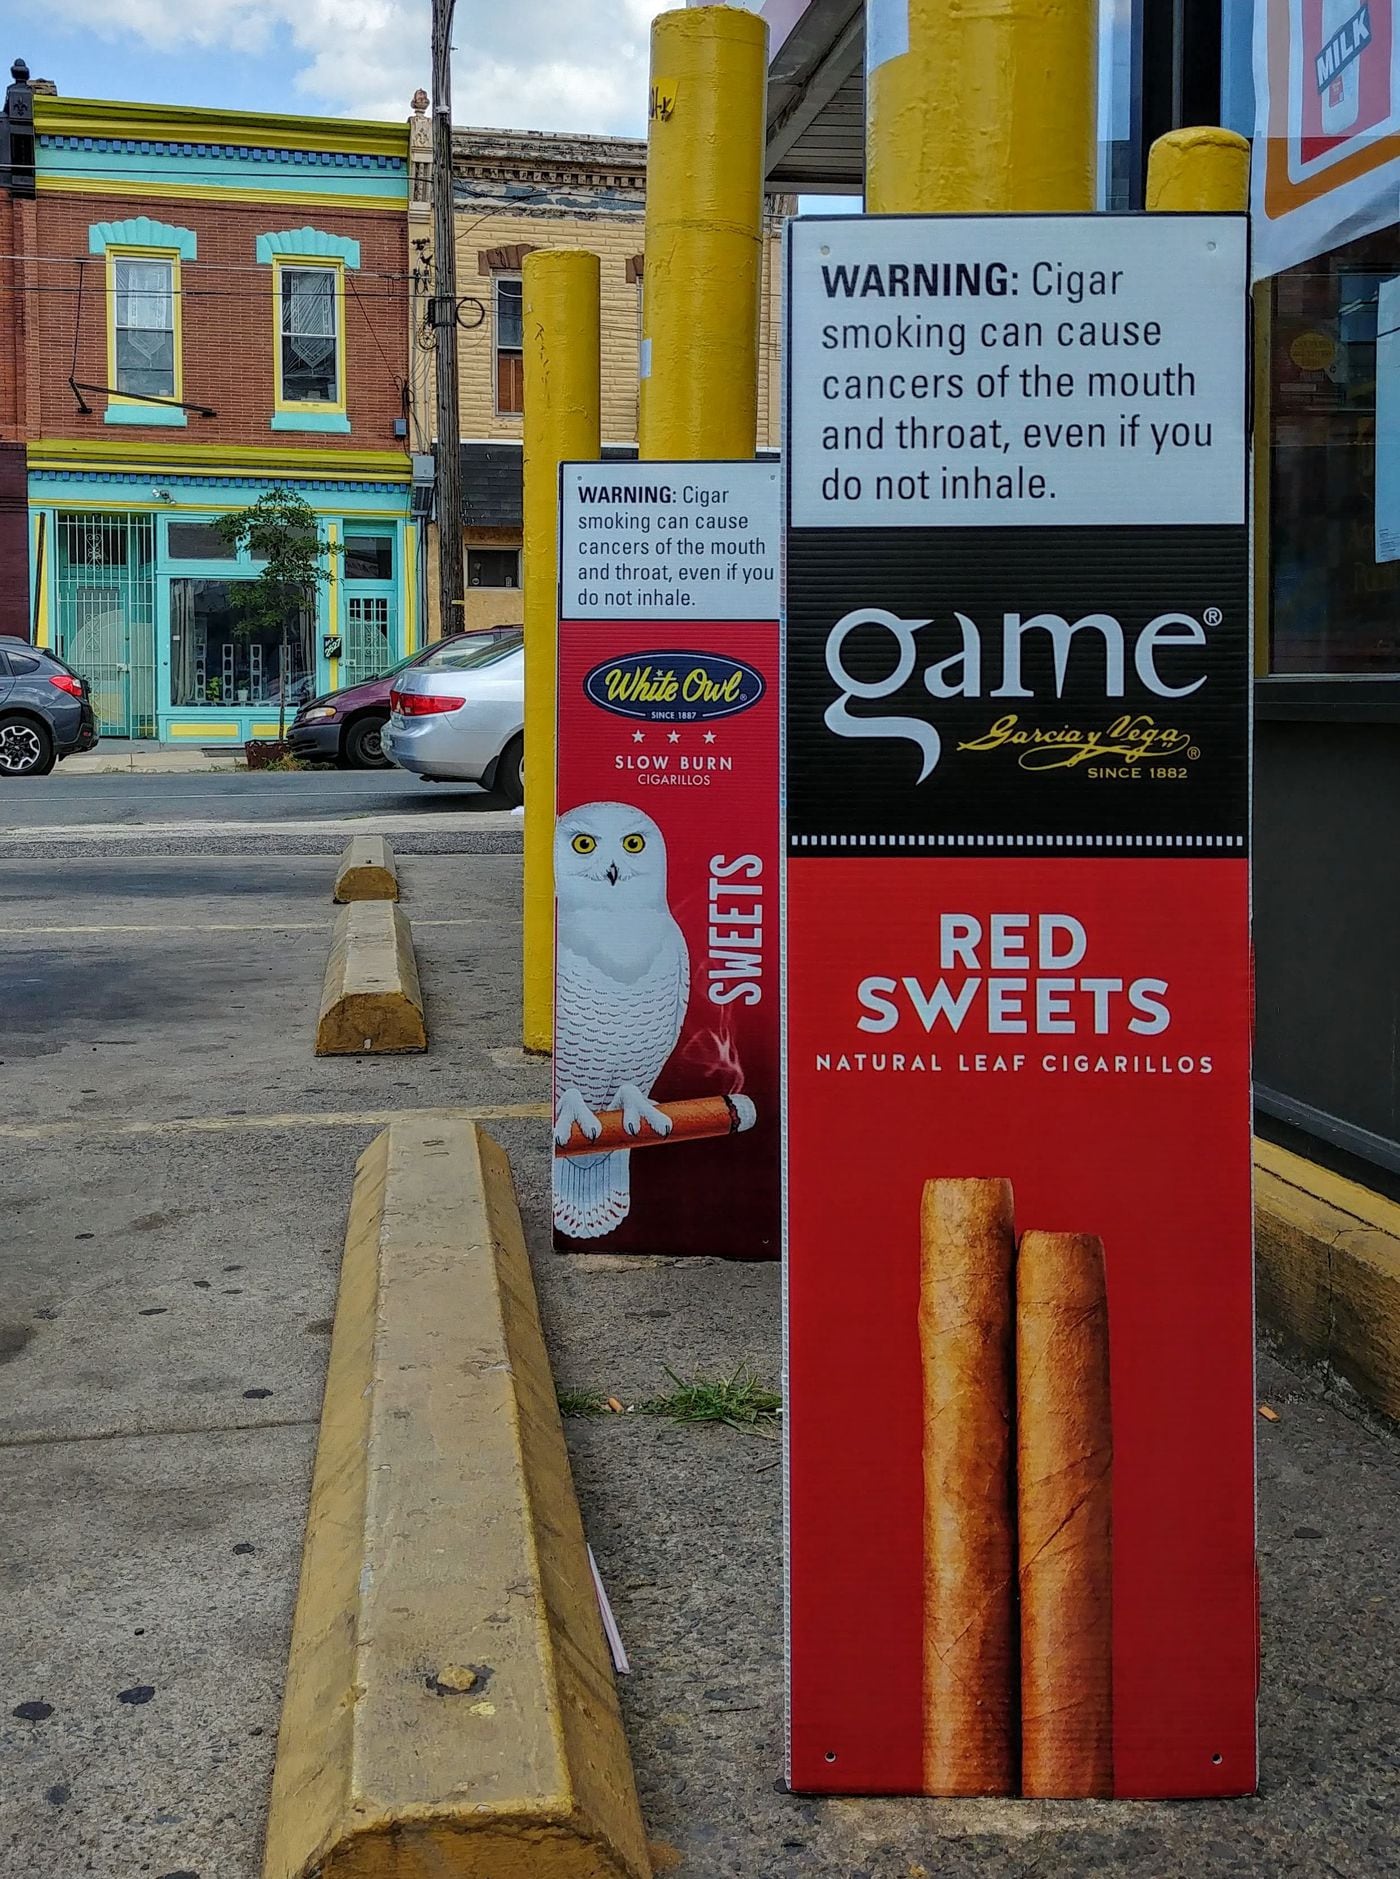 MILK
WARNING: Cigar
smoking can cause
cancers of the mouth
and throat, even if you
do not inhale.
game®
Garcia y Vega®
SINCE 1882
RED
SWEETS
NATURAL LEAF CIGARILLOS
WARNING: Cigar
smoking can cause
cancers of the mouth
and throat, even if you
do not inhale.
White Owl®
SINCE 1887
SLOW BURN
CIGARILLOS
SWEETS